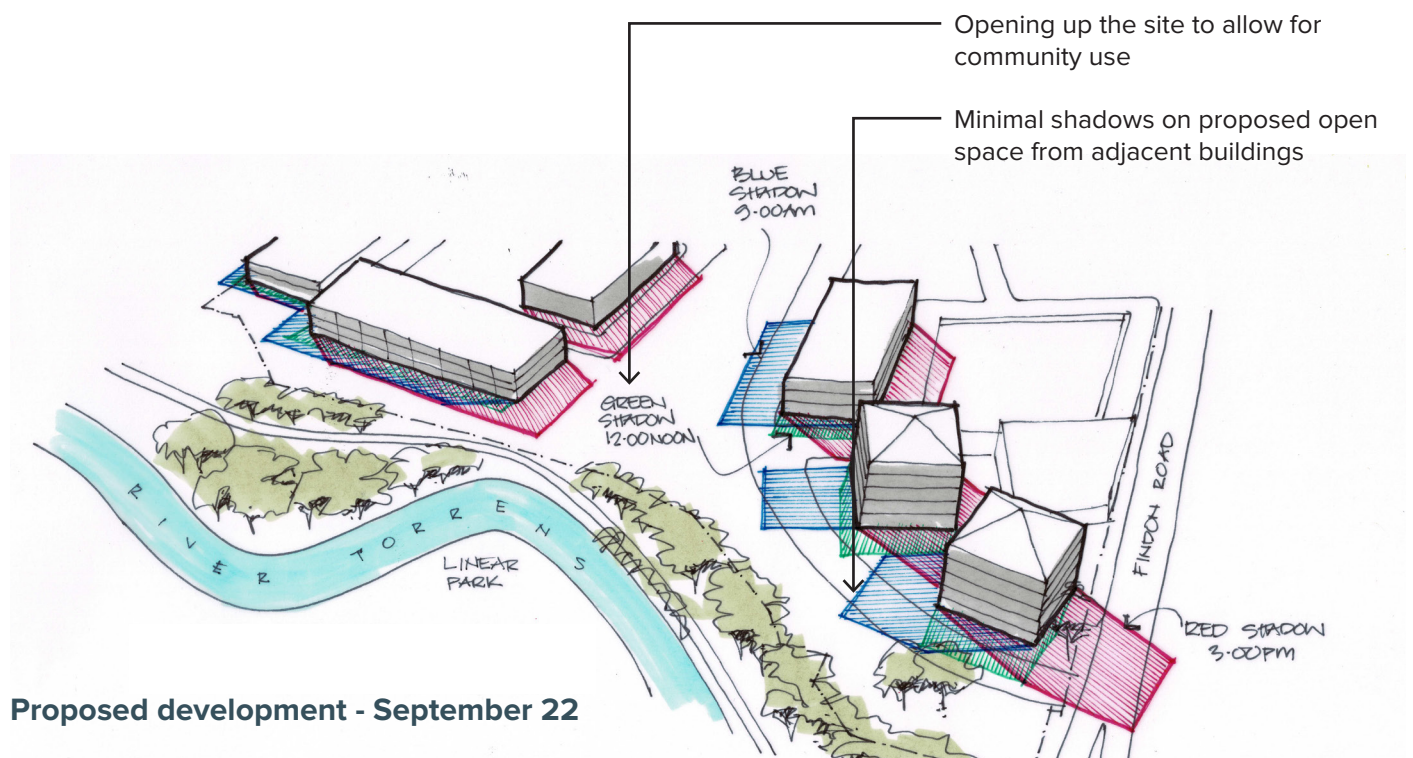 Opening up the site to allow for
community use
Minimal shadows on proposed open
space from adjacent buildings
BLUE
SHADOW
9.00AM
GREEN
SHADOW
12.00NOON
FINDON ROAD
RIVER TORRENS
LINEAR
PARK
RED SHADOW
3.00PM
Proposed development - September 22